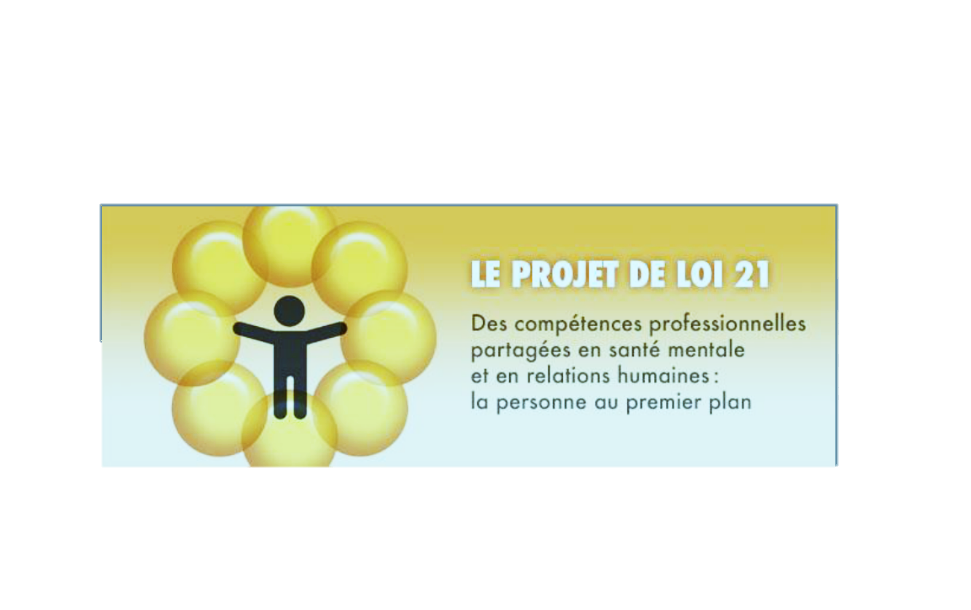 LE PROJET DE LOI 21
Des compétences professionnelles
partagées en santé mentale
et en relations humaines :
la personne au premier plan